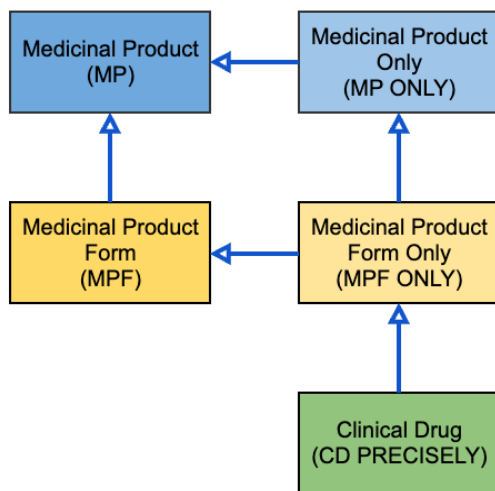 Medicinal Product
(MP)
Medicinal Product
Only
(MP ONLY)
Medicinal Product
Form
(MPF)
Medicinal Product
Form Only
(MPF ONLY)
Clinical Drug
(CD PRECISELY)